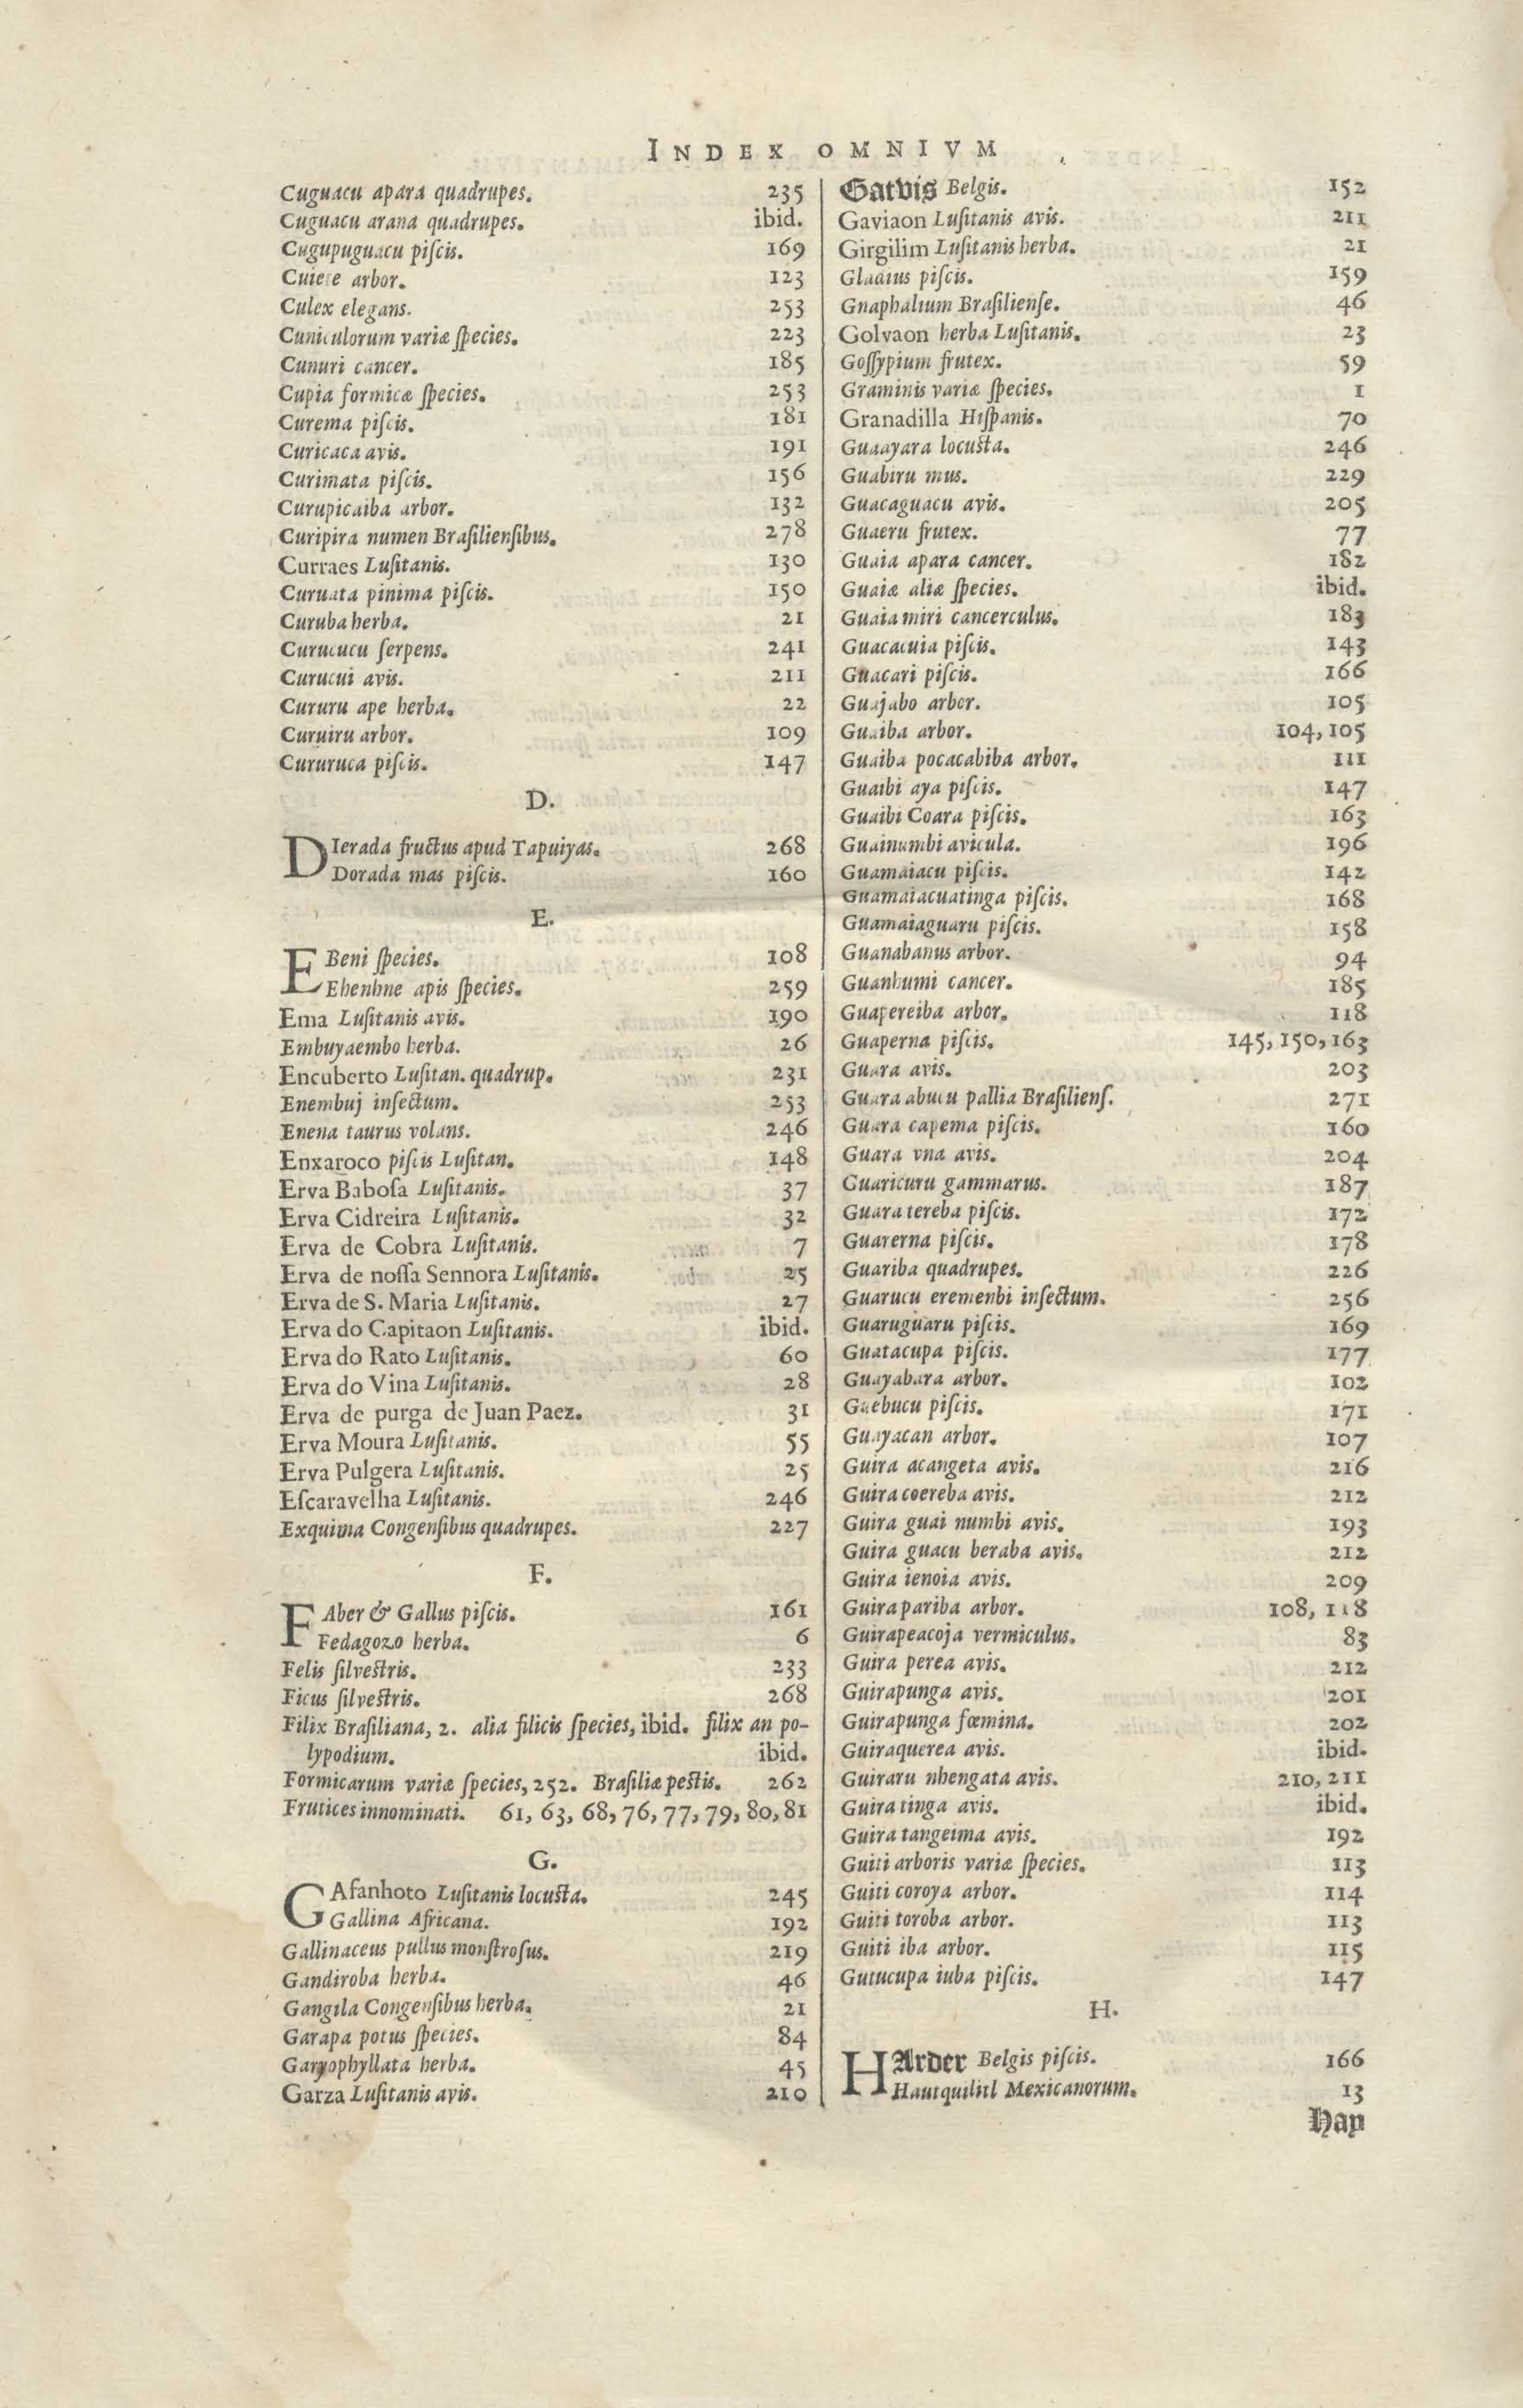 INDEX OMNIVM
Cuguacu apara quadrupes. 235
Cuguacu arana quadrupes. ibid.
Cugupuguacu piſcis. 169
Cuiete arbor. 123
Culex elegans. 253
Cuniculorum variæ ſpecies. 223
Cunuri cancer. 185
Cupia formicæ ſpecies. 253
Curema piſcis. 181
Curicaca avis. 191
Curimata piſcis. 156
Curupicaiba arbor. 132
Curipira numen Braſilienſibus. 278
Curraes Luſitanis. 130
Curuata pinima piſcis. 150
Curuba herba. 21
Curucucu ſerpens. 241
Curucui avis. 211
Cururu ape herba. 22
Curuiru arbor. 109
Cururuca piſcis. 147
D.
DIerada fructus apud Tapuiyas. 268
Dorada mas piſcis. 160
E.
EBeni ſpecies. 108
Ehenhne apis ſpecies. 259
Ema Luſitanis avis. 190
Embuyaembo herba. 26
Encuberto Luſitan. quadrup. 231
Enembuj inſectum. 253
Enena taurus volans. 246
Enxaroco piſcis Luſitan. 148
Erva Baboſa Luſitanis. 37
Erva Cidreira Luſitanis. 32
Erva de Cobra Luſitanis. 7
Erva de noſſa Sennora Luſitanis. 25
Erva de S. Maria Luſitanis. 27
Erva do Capitaon Luſitanis. ibid.
Erva do Rato Luſitanis. 60
Erva do Vina Luſitanis. 28
Erva de purga de Juan Paez. 31
Erva Moura Luſitanis. 55
Erva Pulgera Luſitanis. 25
Eſcaravelha Luſitanis. 246
Exquima Congenſibus quadrupes. 227
F.
FAber & Gallus piſcis. 161
Fedagozo herba. 6
Felis ſilveſtris. 233
Ficus ſilveſtris. 268
Filix Braſiliana, 2. alia filicis ſpecies, ibid. filix an po-
lypodium. ibid.
Formicarum variæ ſpecies, 252. Braſiliæ peſtis. 262
Frutices innominati. 61, 63, 68, 76, 77, 79, 80, 81
G.
GAfanhoto Luſitanis locuſta. 245
Gallina Africana. 192
Gallinaceus pullus monſtroſus. 219
Gandiroba herba. 46
Gangila Congenſibus herba. 21
Garapa potus ſpecies. 84
Garyophyllata herba. 45
Garza Luſitanis avis. 210
Gatvis Belgis. 152
Gaviaon Luſitanis avis. 211
Girgilim Luſitanis herba. 21
Gladius piſcis. 159
Gnaphalium Braſilienſe. 46
Golvaon herba Luſitanis. 23
Goſſypium frutex. 59
Graminis variæ ſpecies. 1
Granadilla Hiſpanis. 70
Guaayara locuſta. 246
Guabiru mus. 229
Guacaguacu avis. 205
Guaeru frutex. 77
Guaia apara cancer. 182
Guaiæ aliæ ſpecies. ibid.
Guaia miri cancerculus. 183
Guacacuia piſcis. 143
Guacari piſcis. 166
Guajabo arbor. 105
Guaiba arbor. 104, 105
Guaiba pocacabiba arbor. 111
Guaibi aya piſcis. 147
Guaibi Coara piſcis. 163
Guainumbi avicula. 196
Guamaiacu piſcis. 142
Guamaiacuatinga piſcis. 168
Guamaiaguaru piſcis. 158
Guanabanus arbor. 94
Guanhumi cancer. 185
Guapereiba arbor. 118
Guaperna piſcis. 145, 150, 163
Guara avis. 203
Guara abucu pallia Braſilienſ. 271
Guara capema piſcis. 160
Guara vna avis. 204
Guaricuru gammarus. 187
Guara tereba piſcis. 172
Guarerna piſcis. 178
Guariba quadrupes. 226
Guarucu eremenbi inſectum. 256
Guaruguaru piſcis. 169
Guatacupa piſcis. 177
Guayabara arbor. 102
Guebucu piſcis. 171
Guayacan arbor. 107
Guira acangeta avis. 216
Guira coereba avis. 212
Guira guai numbi avis. 193
Guira guacu beraba avis. 212
Guira ienoia avis. 209
Guira pariba arbor. 108, 118
Guirapeacoja vermiculus. 83
Guira perea avis. 212
Guirapunga avis. 201
Guirapunga fœmina. 202
Guiraquerea avis. ibid.
Guiraru nhengata avis. 210, 211
Guira tinga avis. ibid.
Guira tangeima avis. 192
Guiti arboris variæ ſpecies. 113
Guiti coroya arbor. 114
Guiti toroba arbor. 113
Guiti iba arbor. 115
Gutucupa iuba piſcis. 147
H.
HArder Belgis piſcis. 166
Hautquilitl Mexicanorum. 13
Hay